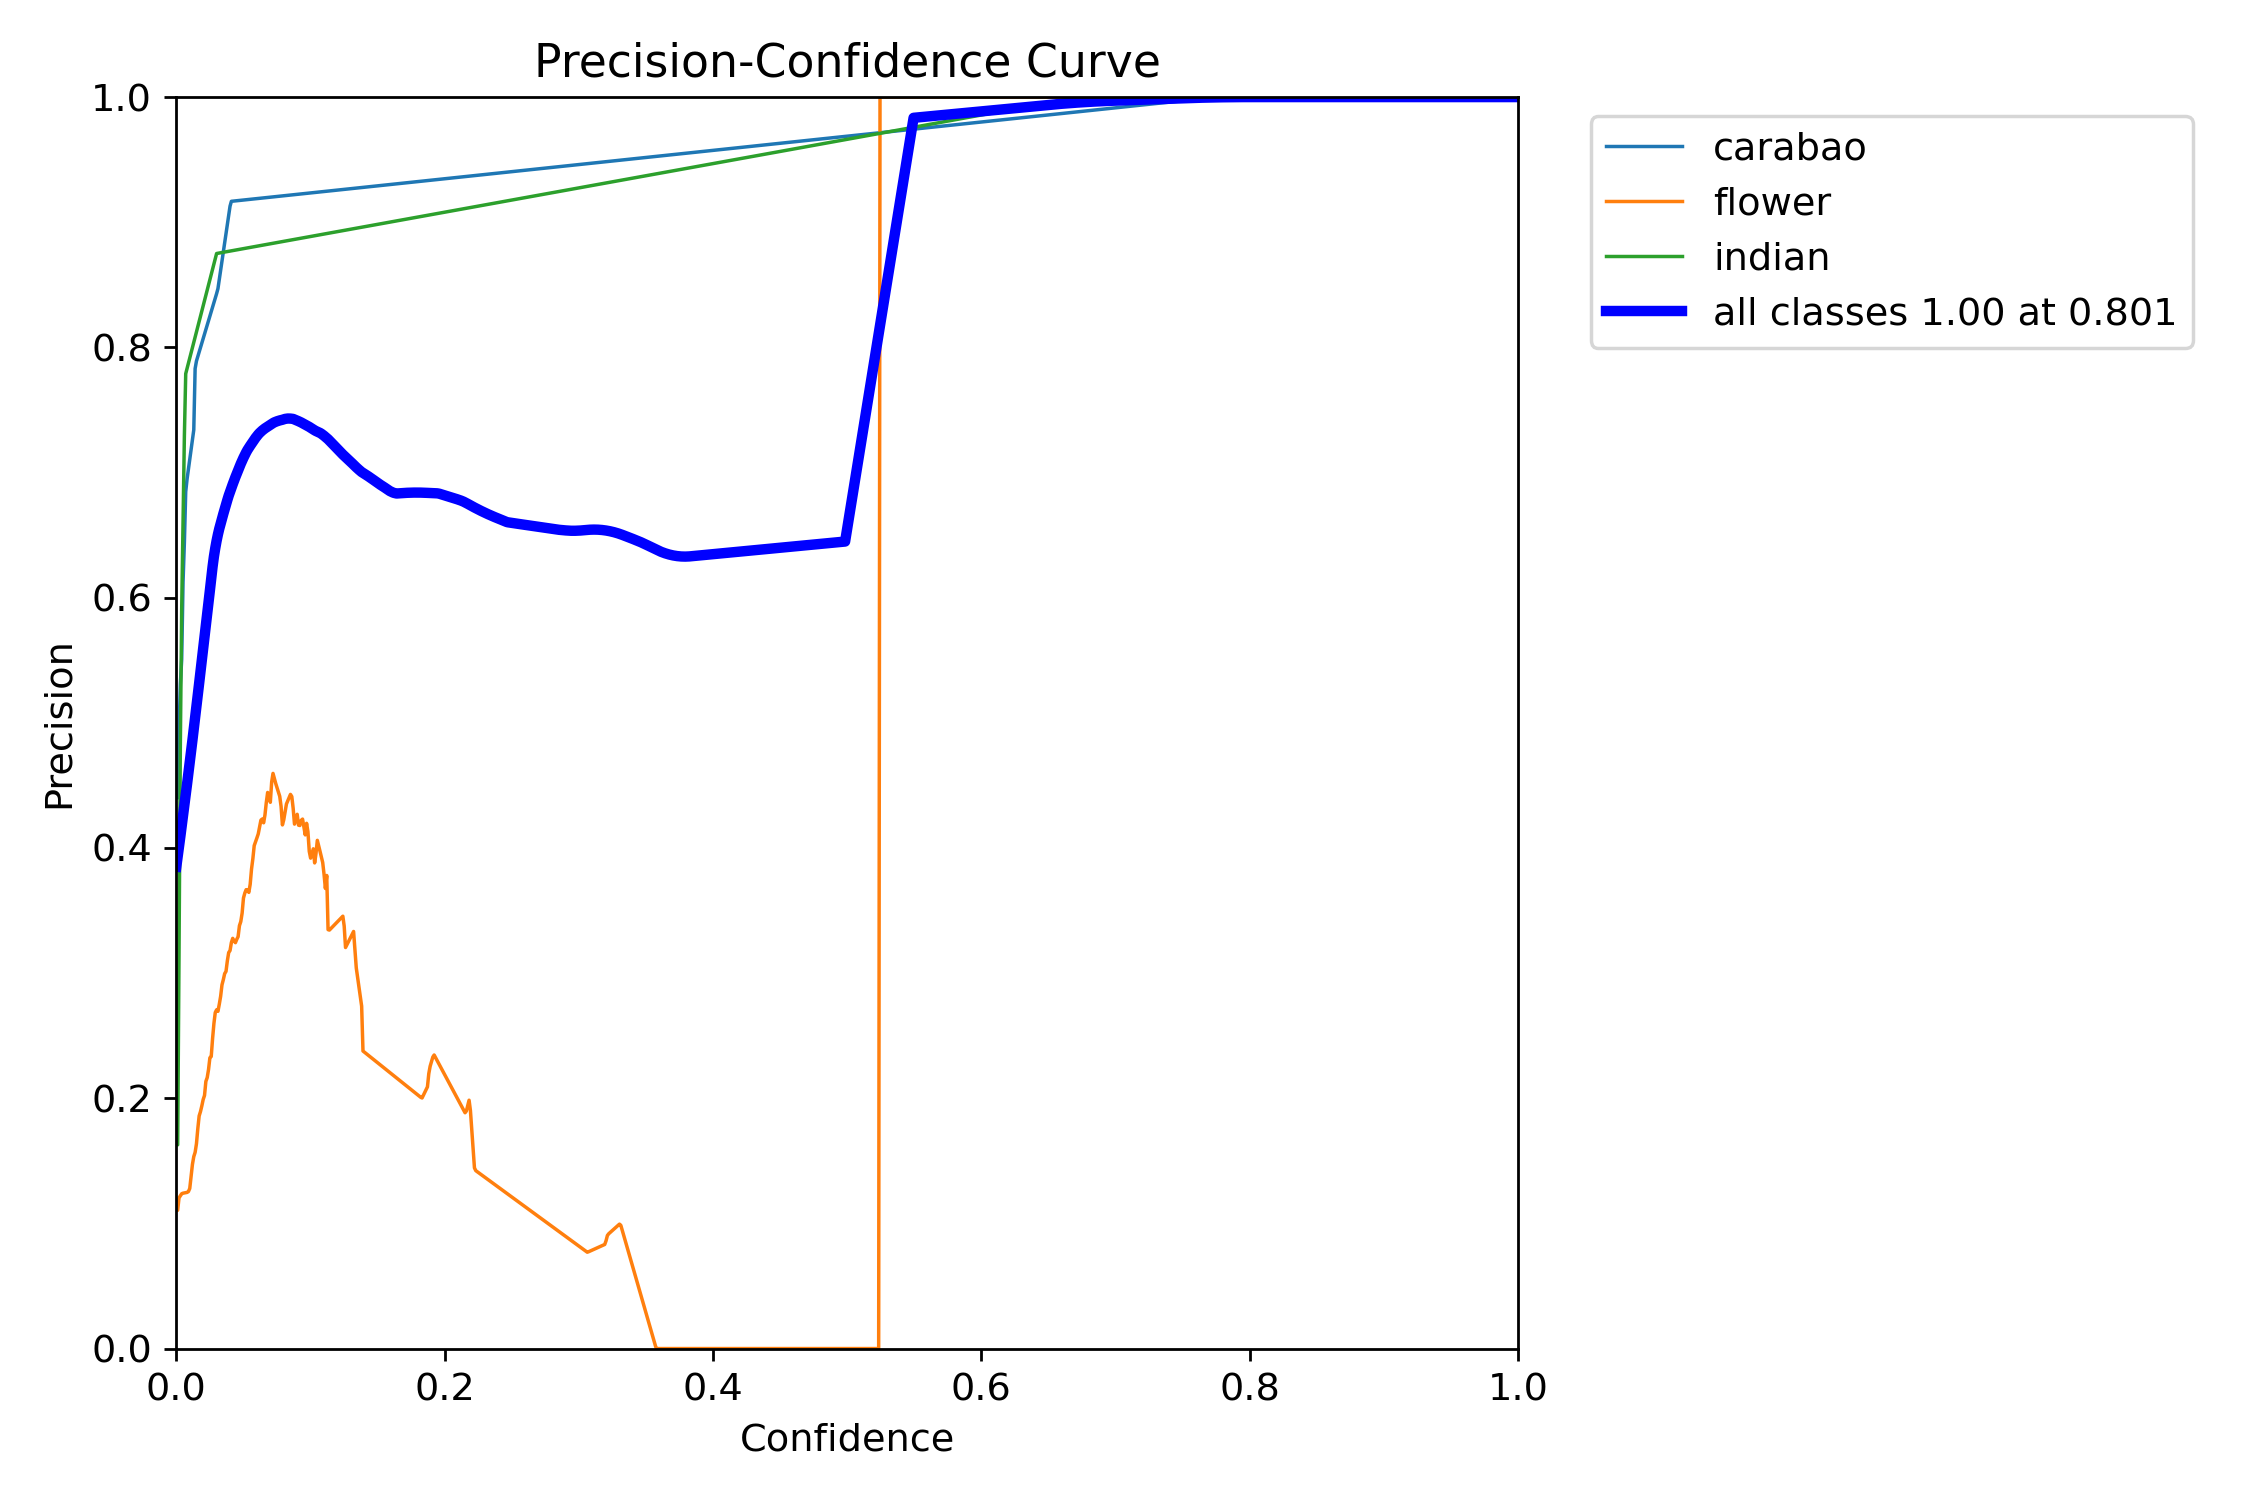 Precision-Confidence Curve
1.0
0.8
0.6
0.4
0.2
0.0
Precision
0.0 0.2 0.4 0.6 0.8 1.0
Confidence
carabao
flower
indian
all classes 1.00 at 0.801